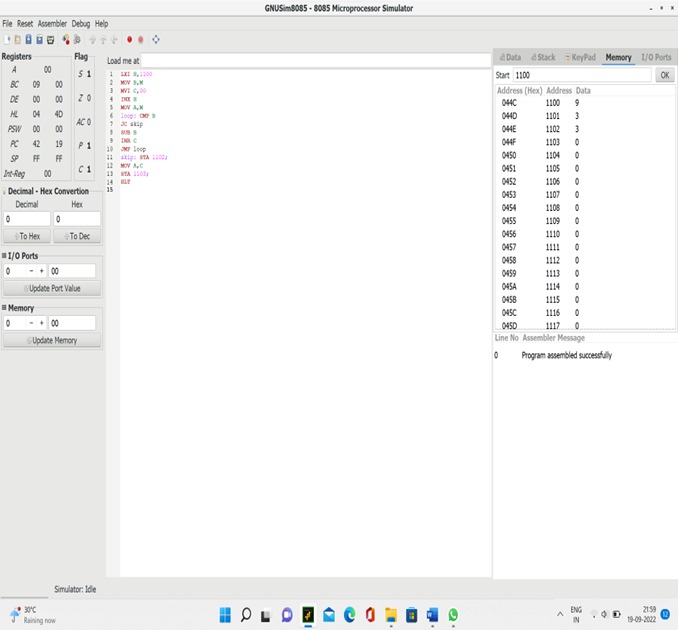 GNUSim8085 - 8085 Microprocessor Simulator
File Reset Assembler Debug Help
Registers
A 00
BC 09 00
DE 00 00
HL 04 4D
PSW 00 00
PC 42 19
SP FF FF
Int-Reg 00
Flag
S 1
Z 0
AC 0
P 1
C 1
Decimal - Hex Convertion
Decimal Hex
0 0
To Hex To Dec
I/O Ports
0 - + 00
Update Port Value
Memory
0 - + 00
Update Memory
Load me at
1 LXI H,1100
2 MOV B,M
3 MVI C,00
4 INX H
5 MOV A,M
6 loop: CMP B
7 JC skip
8 SUB B
9 INR C
10 JMP loop
11 skip: STA 1102;
12 MOV A,C
13 STA 1103;
14 HLT
15
Data Stack KeyPad Memory I/O Ports
Start 1100 OK
Address (Hex) Address Data
044C 1100 9
044D 1101 3
044E 1102 3
044F 1103 0
0450 1104 0
0451 1105 0
0452 1106 0
0453 1107 0
0454 1108 0
0455 1109 0
0456 1110 0
0457 1111 0
0458 1112 0
0459 1113 0
045A 1114 0
045B 1115 0
045C 1116 0
045D 1117 0
Line No Assembler Message
0 Program assembled successfully
Simulator: Idle
30°C
Raining now
ENG
IN
21:59
19-09-2022
12